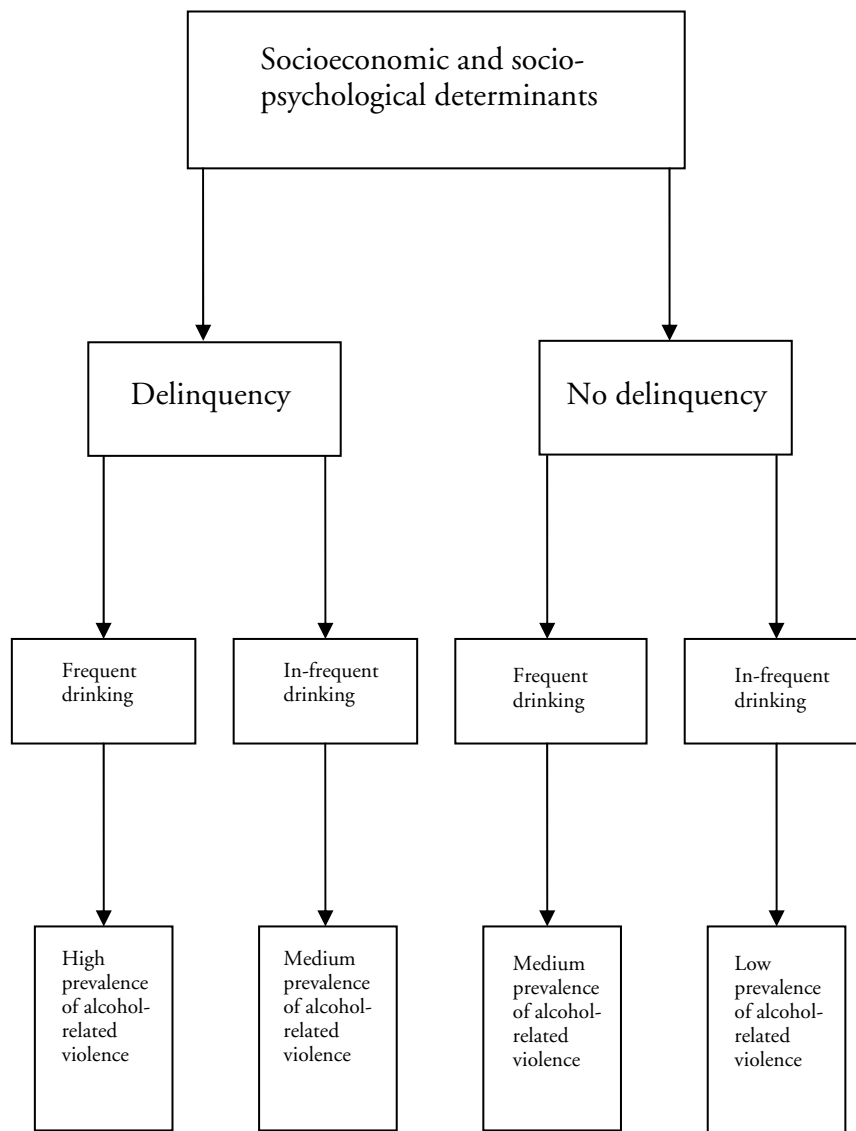 Socioeconomic and socio-
psychological determinants
Delinquency
No delinquency
Frequent
drinking
In-frequent
drinking
Frequent
drinking
In-frequent
drinking
High
prevalence
of alcohol-
related
violence
Medium
prevalence
of alcohol-
related
violence
Medium
prevalence
of alcohol-
related
violence
Low
prevalence
of alcohol-
related
violence